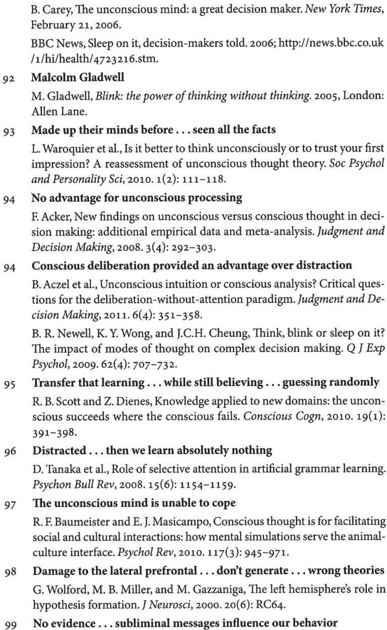 B. Carey, The unconscious mind: a great decision maker. New York Times,
February 21, 2006.
BBC News, Sleep on it, decision-makers told. 2006; http://news.bbc.co.uk
/1/hi/health/4723216.stm.
92 Malcolm Gladwell
M. Gladwell, Blink: the power of thinking without thinking. 2005, London:
Allen Lane.
93 Made up their minds before . . . seen all the facts
L. Waroquier et al., Is it better to think unconsciously or to trust your first
impression? A reassessment of unconscious thought theory. Soc Psychol
and Personality Sci, 2010. 1(2): 111–118.
94 No advantage for unconscious processing
F. Acker, New findings on unconscious versus conscious thought in deci-
sion making: additional empirical data and meta-analysis. Judgment and
Decision Making, 2008. 3(4): 292–303.
94 Conscious deliberation provided an advantage over distraction
B. Aczel et al., Unconscious intuition or conscious analysis? Critical ques-
tions for the deliberation-without-attention paradigm. Judgment and De-
cision Making, 2011. 6(4): 351–358.
B. R. Newell, K. Y. Wong, and J.C.H. Cheung, Think, blink or sleep on it?
The impact of modes of thought on complex decision making. Q J Exp
Psychol, 2009. 62(4): 707–732.
95 Transfer that learning . . . while still believing . . . guessing randomly
R. B. Scott and Z. Dienes, Knowledge applied to new domains: the uncon-
scious succeeds where the conscious fails. Conscious Cogn, 2010. 19(1):
391–398.
96 Distracted . . . then we learn absolutely nothing
D. Tanaka et al., Role of selective attention in artificial grammar learning.
Psychon Bull Rev, 2008. 15(6): 1154–1159.
97 The unconscious mind is unable to cope
R. F. Baumeister and E. J. Masicampo, Conscious thought is for facilitating
social and cultural interactions: how mental simulations serve the animal-
culture interface. Psychol Rev, 2010. 117(3): 945–971.
98 Damage to the lateral prefrontal . . . don't generate . . . wrong theories
G. Wolford, M. B. Miller, and M. Gazzaniga, The left hemisphere's role in
hypothesis formation. J Neurosci, 2000. 20(6): RC64.
99 No evidence . . . subliminal messages influence our behavior